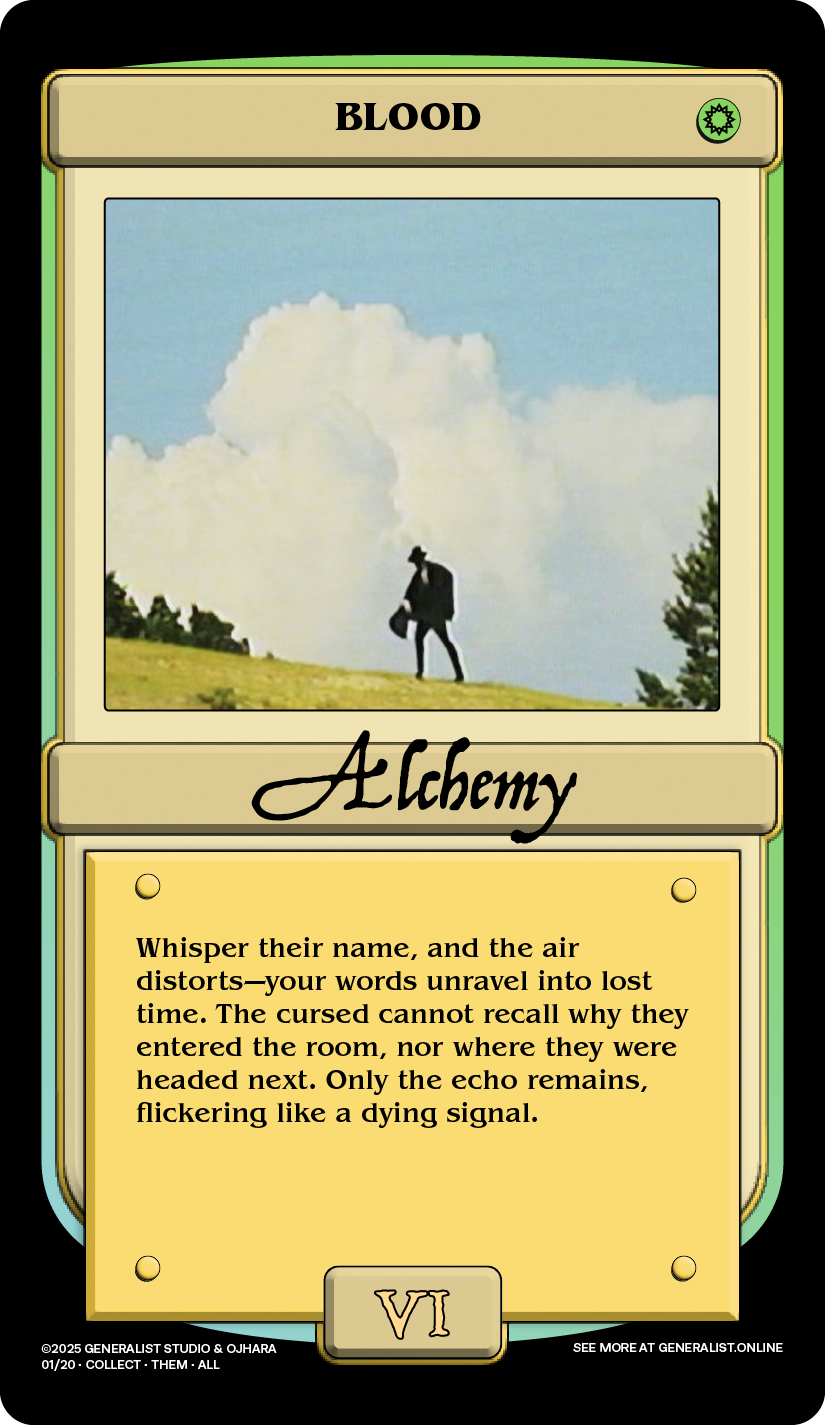 BLOOD
Alchemy
Whisper their name, and the air
distorts—your words unravel into lost
time. The cursed cannot recall why they
entered the room, nor where they were
headed next. Only the echo remains,
flickering like a dying signal.
VI
©2025 GENERALIST STUDIO & OJHARA
01/20 · COLLECT · THEM · ALL
SEE MORE AT GENERALIST.ONLINE